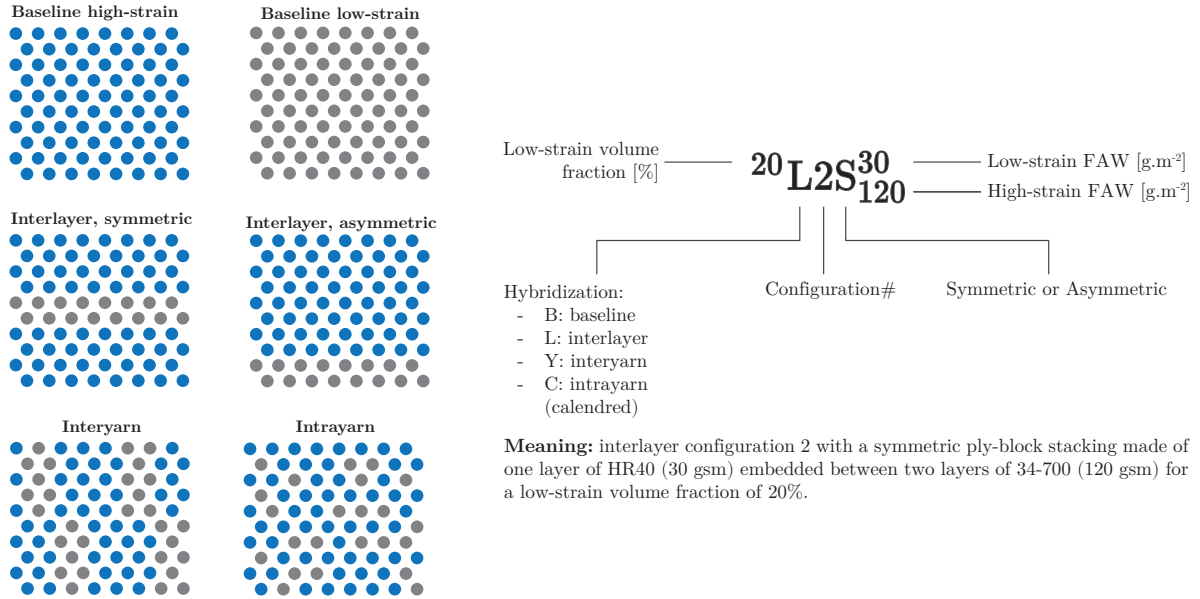 Baseline high-strain
Baseline low-strain
Interlayer, symmetric
Interlayer, asymmetric
Interyarn
Intrayarn
Low-strain volume
fraction [%]
20L2S30
120
Low-strain FAW [g.m-2]
High-strain FAW [g.m-2]
Hybridization:
- B: baseline
- L: interlayer
- Y: interyarn
- C: intrayarn
(calendred)
Configuration#
Symmetric or Asymmetric
Meaning: interlayer configuration 2 with a symmetric ply-block stacking made of
one layer of HR40 (30 gsm) embedded between two layers of 34-700 (120 gsm) for
a low-strain volume fraction of 20%.